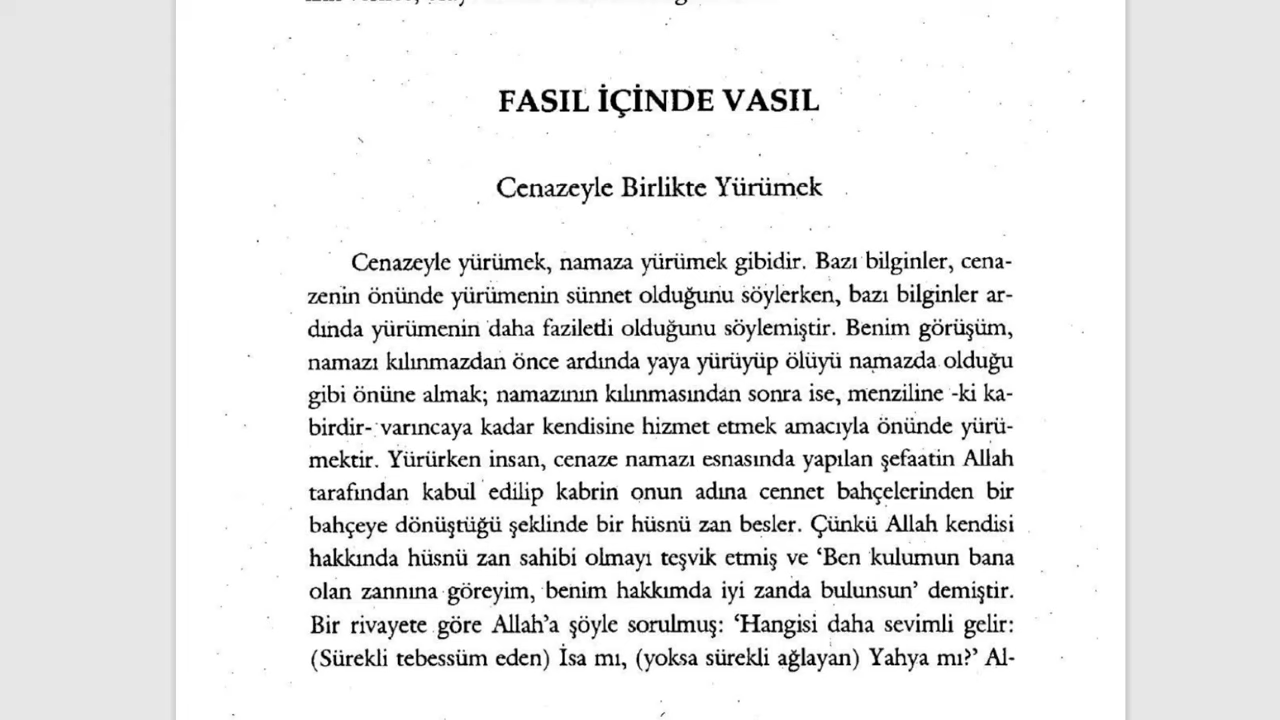 FASIL İÇİNDE VASIL
Cenazeyle Birlikte Yürümek
Cenazeyle yürümek, namaza yürümek gibidir. Bazı bilginler, cena-
zenin önünde yürümenin sünnet olduğunu söylerken, bazı bilginler ar-
dında yürümenin daha faziletli olduğunu söylemiştir. Benim görüşüm,
namazı kılınmazdan önce ardında yaya yürüyüp ölüyü namazda olduğu
gibi önüne almak; namazının kılınmasından sonra ise, menziline -ki ka-
birdir- varıncaya kadar kendisine hizmet etmek amacıyla önünde yürü-
mektir. Yürürken insan, cenaze namazı esnasında yapılan şefaatin Allah
tarafından kabul edilip kabrin onun adına cennet bahçelerinden bir
bahçeye dönüştüğü şeklinde bir hüsnü zan besler. Çünkü Allah kendisi
hakkında hüsnü zan sahibi olmayı teşvik etmiş ve ‘Ben kulumun bana
olan zannına göreyim, benim hakkımda iyi zanda bulunsun’ demiştir.
Bir rivayete göre Allah’a şöyle sorulmuş: ‘Hangisi daha sevimli gelir:
(Sürekli tebessüm eden) İsa mı, (yoksa sürekli ağlayan) Yahya mı?’ Al-